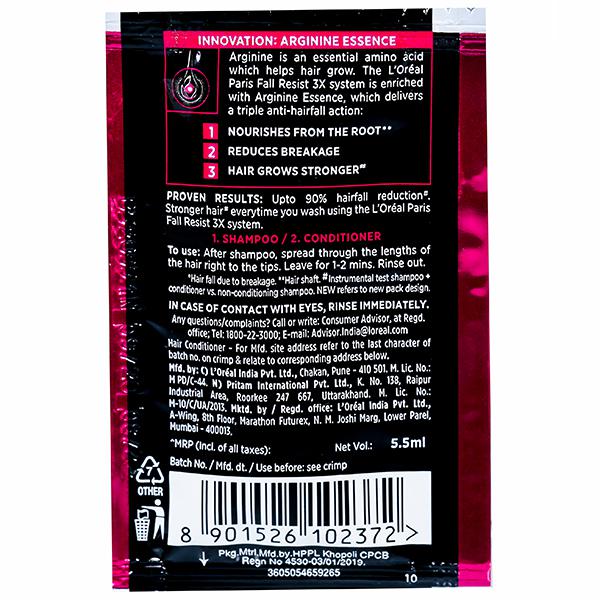 INNOVATION: ARGININE ESSENCE
Arginine is an essential amino acid
which helps hair grow. The L'Oréal
Paris Fall Resist 3X system is enriched
with Arginine Essence, which delivers
a triple anti-hairfall action:
1 NOURISHES FROM THE ROOT**
2 REDUCES BREAKAGE
3 HAIR GROWS STRONGER#
PROVEN RESULTS: Upto 90% hairfall reduction#.
Stronger hair# everytime you wash using the L'Oréal Paris
Fall Resist 3X system.
1. SHAMPOO / 2. CONDITIONER
To use: After shampoo, spread through the lengths of
the hair right to the tips. Leave for 1-2 mins. Rinse out.
*Hair fall due to breakage. **Hair shaft. #Instrumental test shampoo +
conditioner vs. non-conditioning shampoo. NEW refers to new pack design.
IN CASE OF CONTACT WITH EYES, RINSE IMMEDIATELY.
Any questions/complaints? Call or write: Consumer Advisor, at Regd.
office; Tel: 1800-22-3000; E-mail: Advisor.India@loreal.com
Hair Conditioner - For Mfd. site address refer to the last character of
batch no. on crimp & relate to corresponding address below.
Mfd. by: C) L'Oréal India Pvt. Ltd., Chakan, Pune - 410 501. M. Lic. No.:
M PD/C-44. N) Pritam International Pvt. Ltd., K. No. 138, Raipur
Industrial Area, Roorkee 247 667, Uttarakhand. M. Lic. No.:
M-10/C/UA/2013. Mktd. by / Regd. office: L'Oréal India Pvt. Ltd.,
A-Wing, 8th Floor, Marathon Futurex, N. M. Joshi Marg, Lower Parel,
Mumbai - 400013.
^MRP (Incl. of all taxes): Net Vol.: 5.5ml
Batch No. / Mfd. dt. / Use before: see crimp
7
OTHER
8 901526 102372 >
Pkg.Mtrl.Mfd.by.HPPL Khopoli CPCB
Regn No 4530-03/01/2019.
3605054659265
10